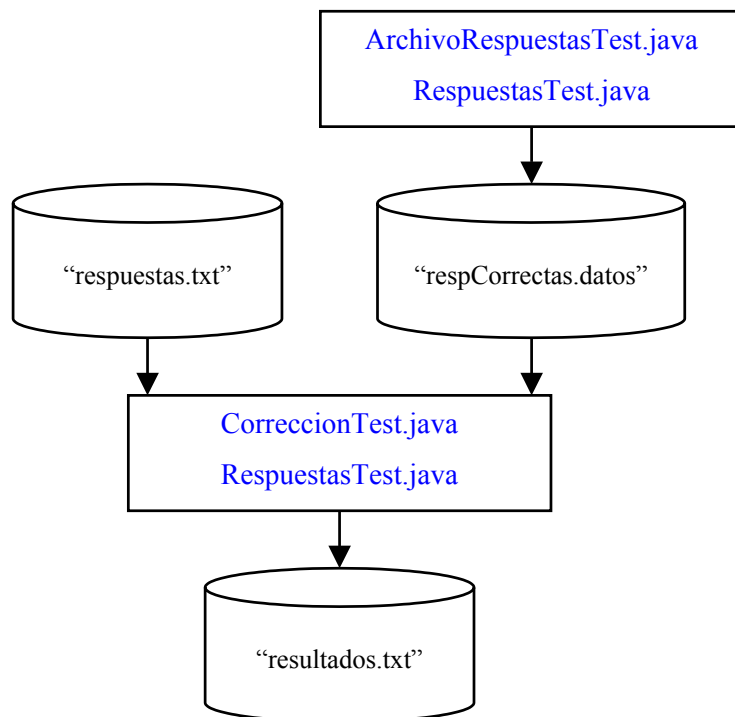 ArchivoRespuestasTest.java
RespuestasTest.java
“respuestas.txt”
“respCorrectas.datos”
CorreccionTest.java
RespuestasTest.java
“resultados.txt”